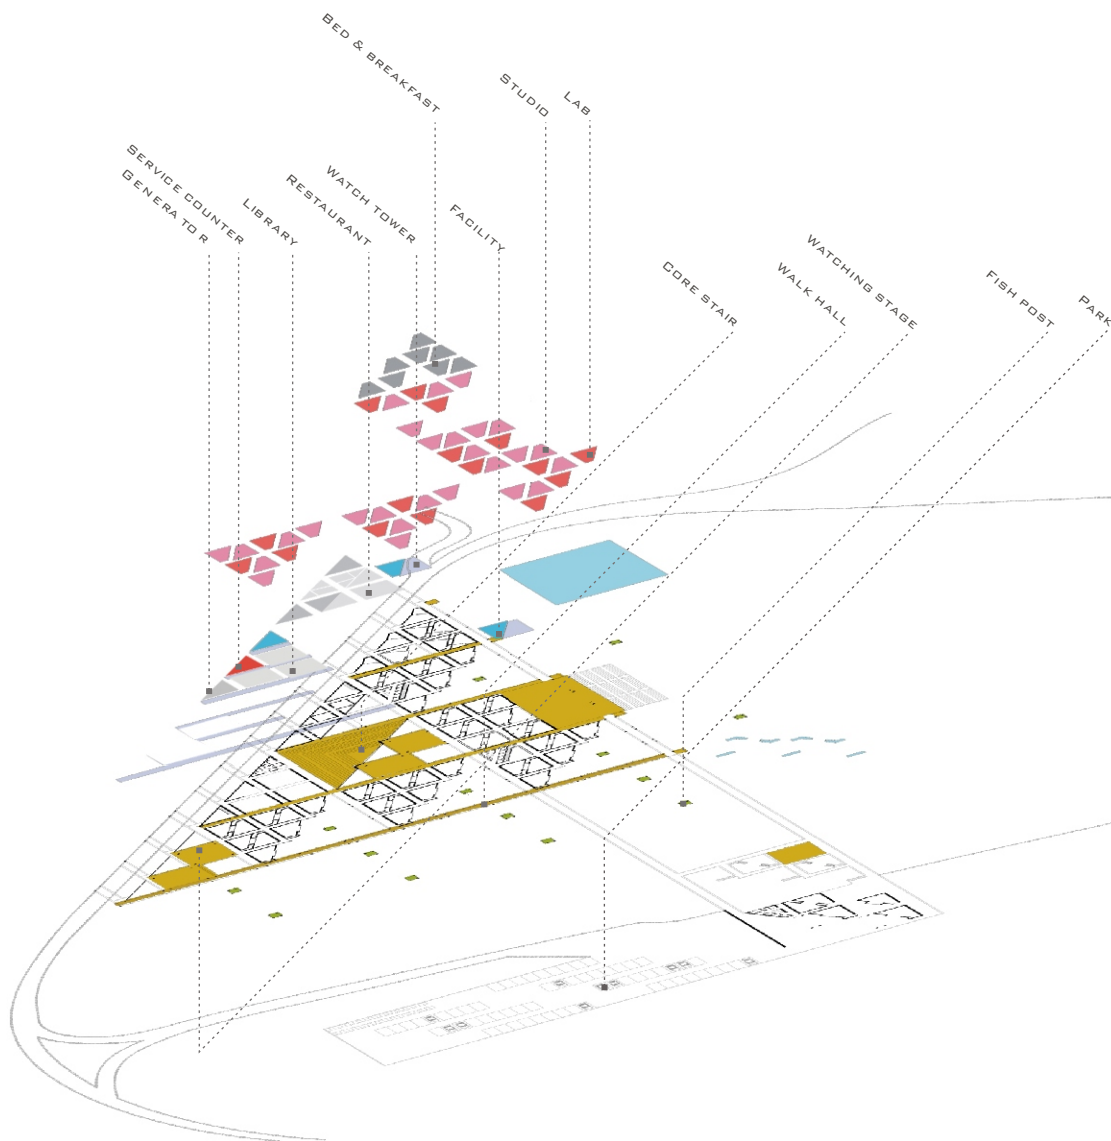 Bed & breakfast
Studio
Lab
Service counter
Generator
Library
Restaurant
Watch tower
Facility
Core stair
Walk hall
Watching stage
Fish post
Park